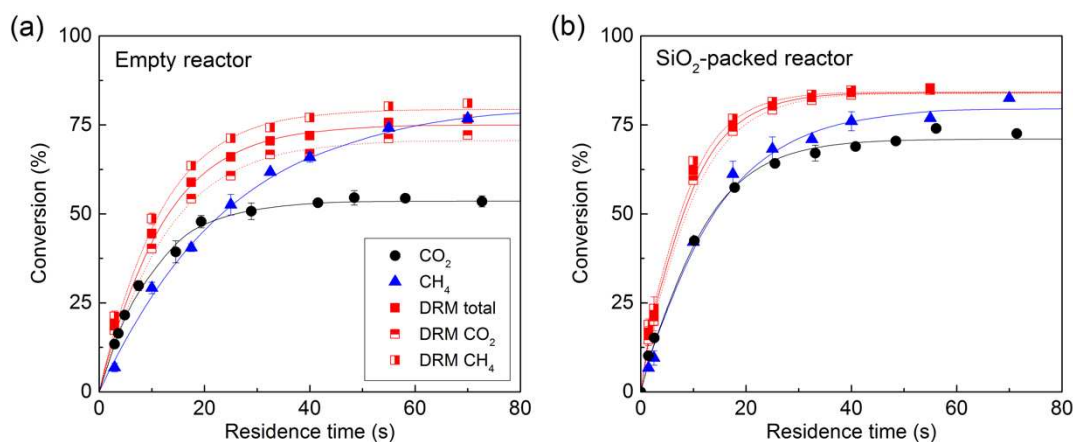 (a)
Empty reactor
Conversion (%)
100
75
50
25
0
0 20 40 60 80
Residence time (s)
CO₂
CH₄
DRM total
DRM CO₂
DRM CH₄
(b)
SiO₂-packed reactor
Conversion (%)
100
75
50
25
0
0 20 40 60 80
Residence time (s)